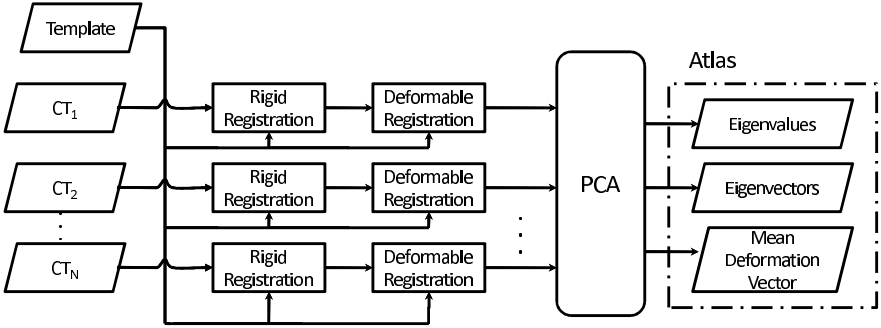 Template
Atlas
CT1
Rigid
Registration
Deformable
Registration
Eigenvalues
CT2
Rigid
Registration
Deformable
Registration
PCA
Eigenvectors
CTN
Rigid
Registration
Deformable
Registration
Mean
Deformation
Vector